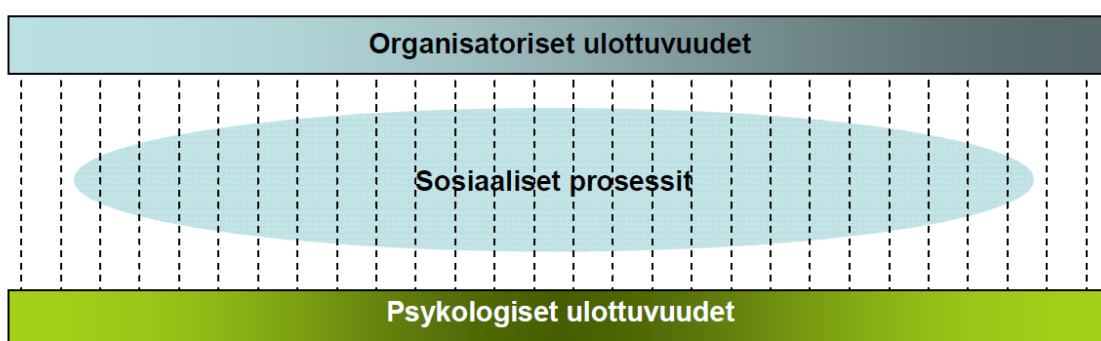 Organisatoriset ulottuvuudet
Sosiaaliset prosessit
Psykologiset ulottuvuudet